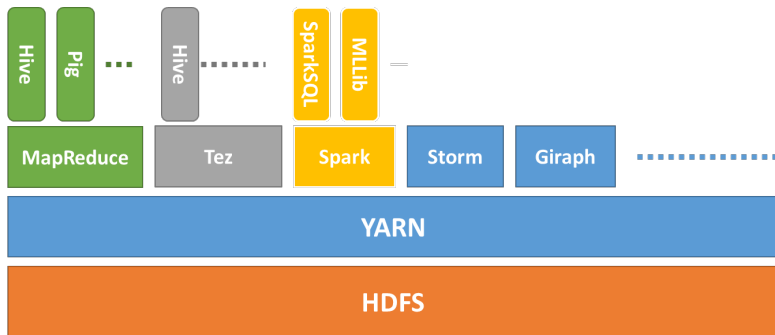 Hive
Pig
Hive
SparkSQL
MLLib
MapReduce
Tez
Spark
Storm
Giraph
YARN
HDFS